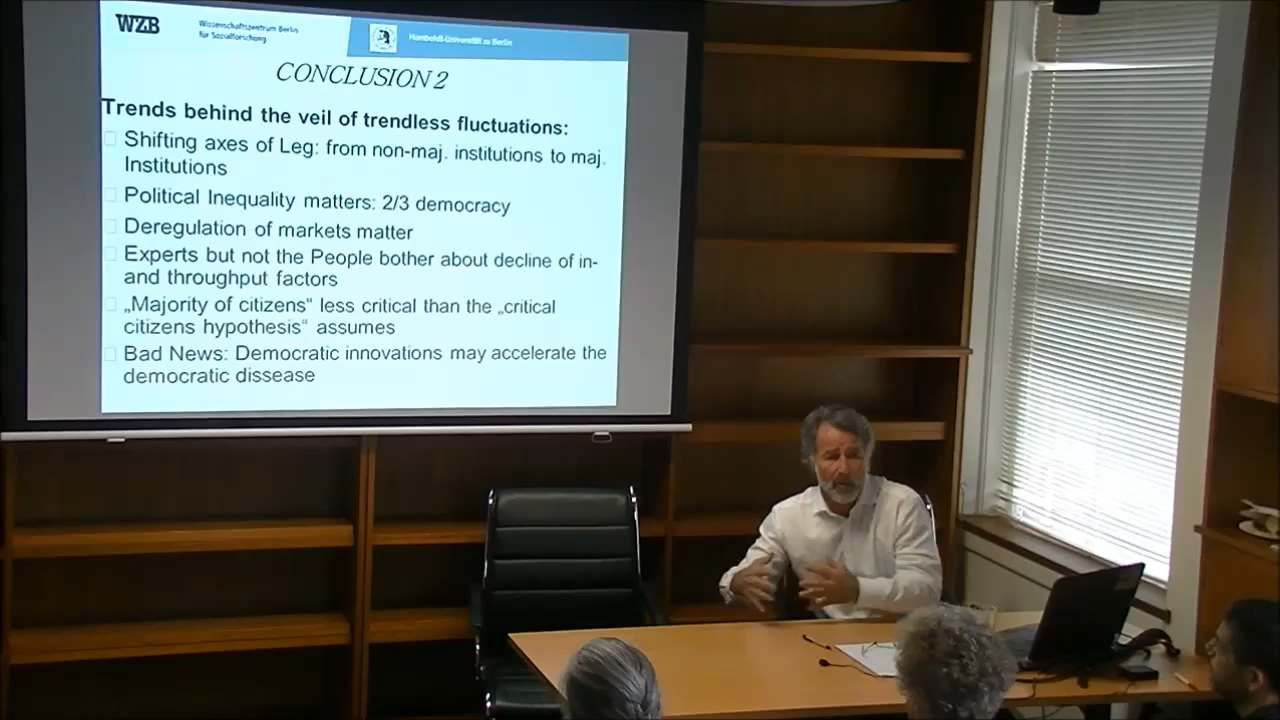 WZB
Wissenschaftszentrum Berlin
für Sozialforschung
Humboldt-Universität zu Berlin
CONCLUSION 2
Trends behind the veil of trendless fluctuations:
Shifting axes of Leg: from non-maj. institutions to maj.
Institutions
Political Inequality matters: 2/3 democracy
Deregulation of markets matter
Experts but not the People bother about decline of in-
and throughput factors
„Majority of citizens“ less critical than the „critical
citizens hypothesis“ assumes
Bad News: Democratic innovations may accelerate the
democratic dissease